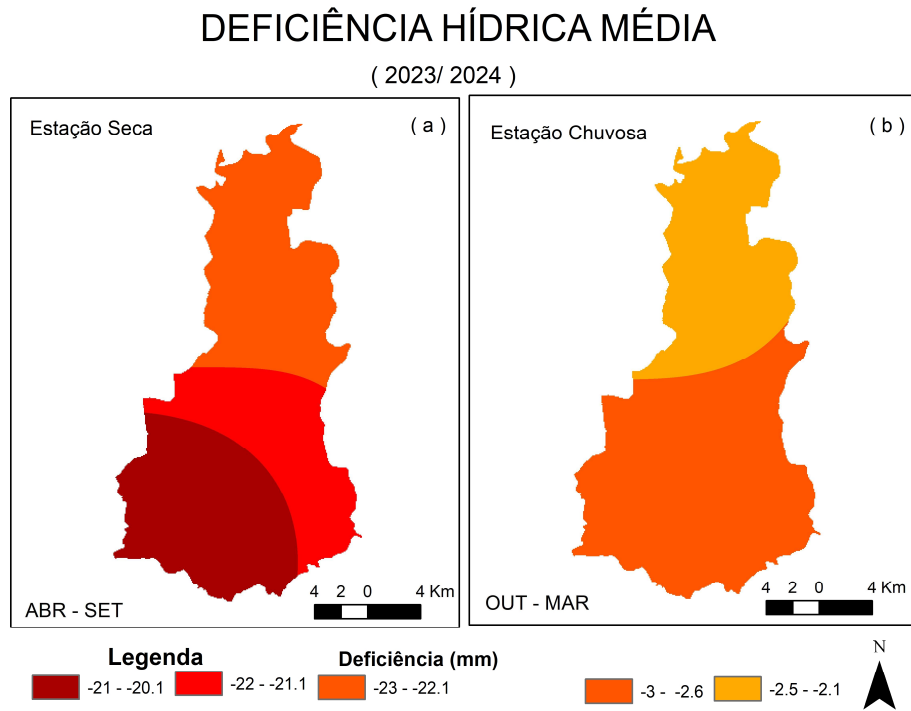 DEFICIÊNCIA HÍDRICA MÉDIA
( 2023/ 2024 )
Estação Seca
( a )
ABR - SET
4 2 0 4 Km
Estação Chuvosa
( b )
OUT - MAR
4 2 0 4 Km
Legenda
Deficiência (mm)
-21 - -20.1
-22 - -21.1
-23 - -22.1
-3 - -2.6
-2.5 - -2.1
N